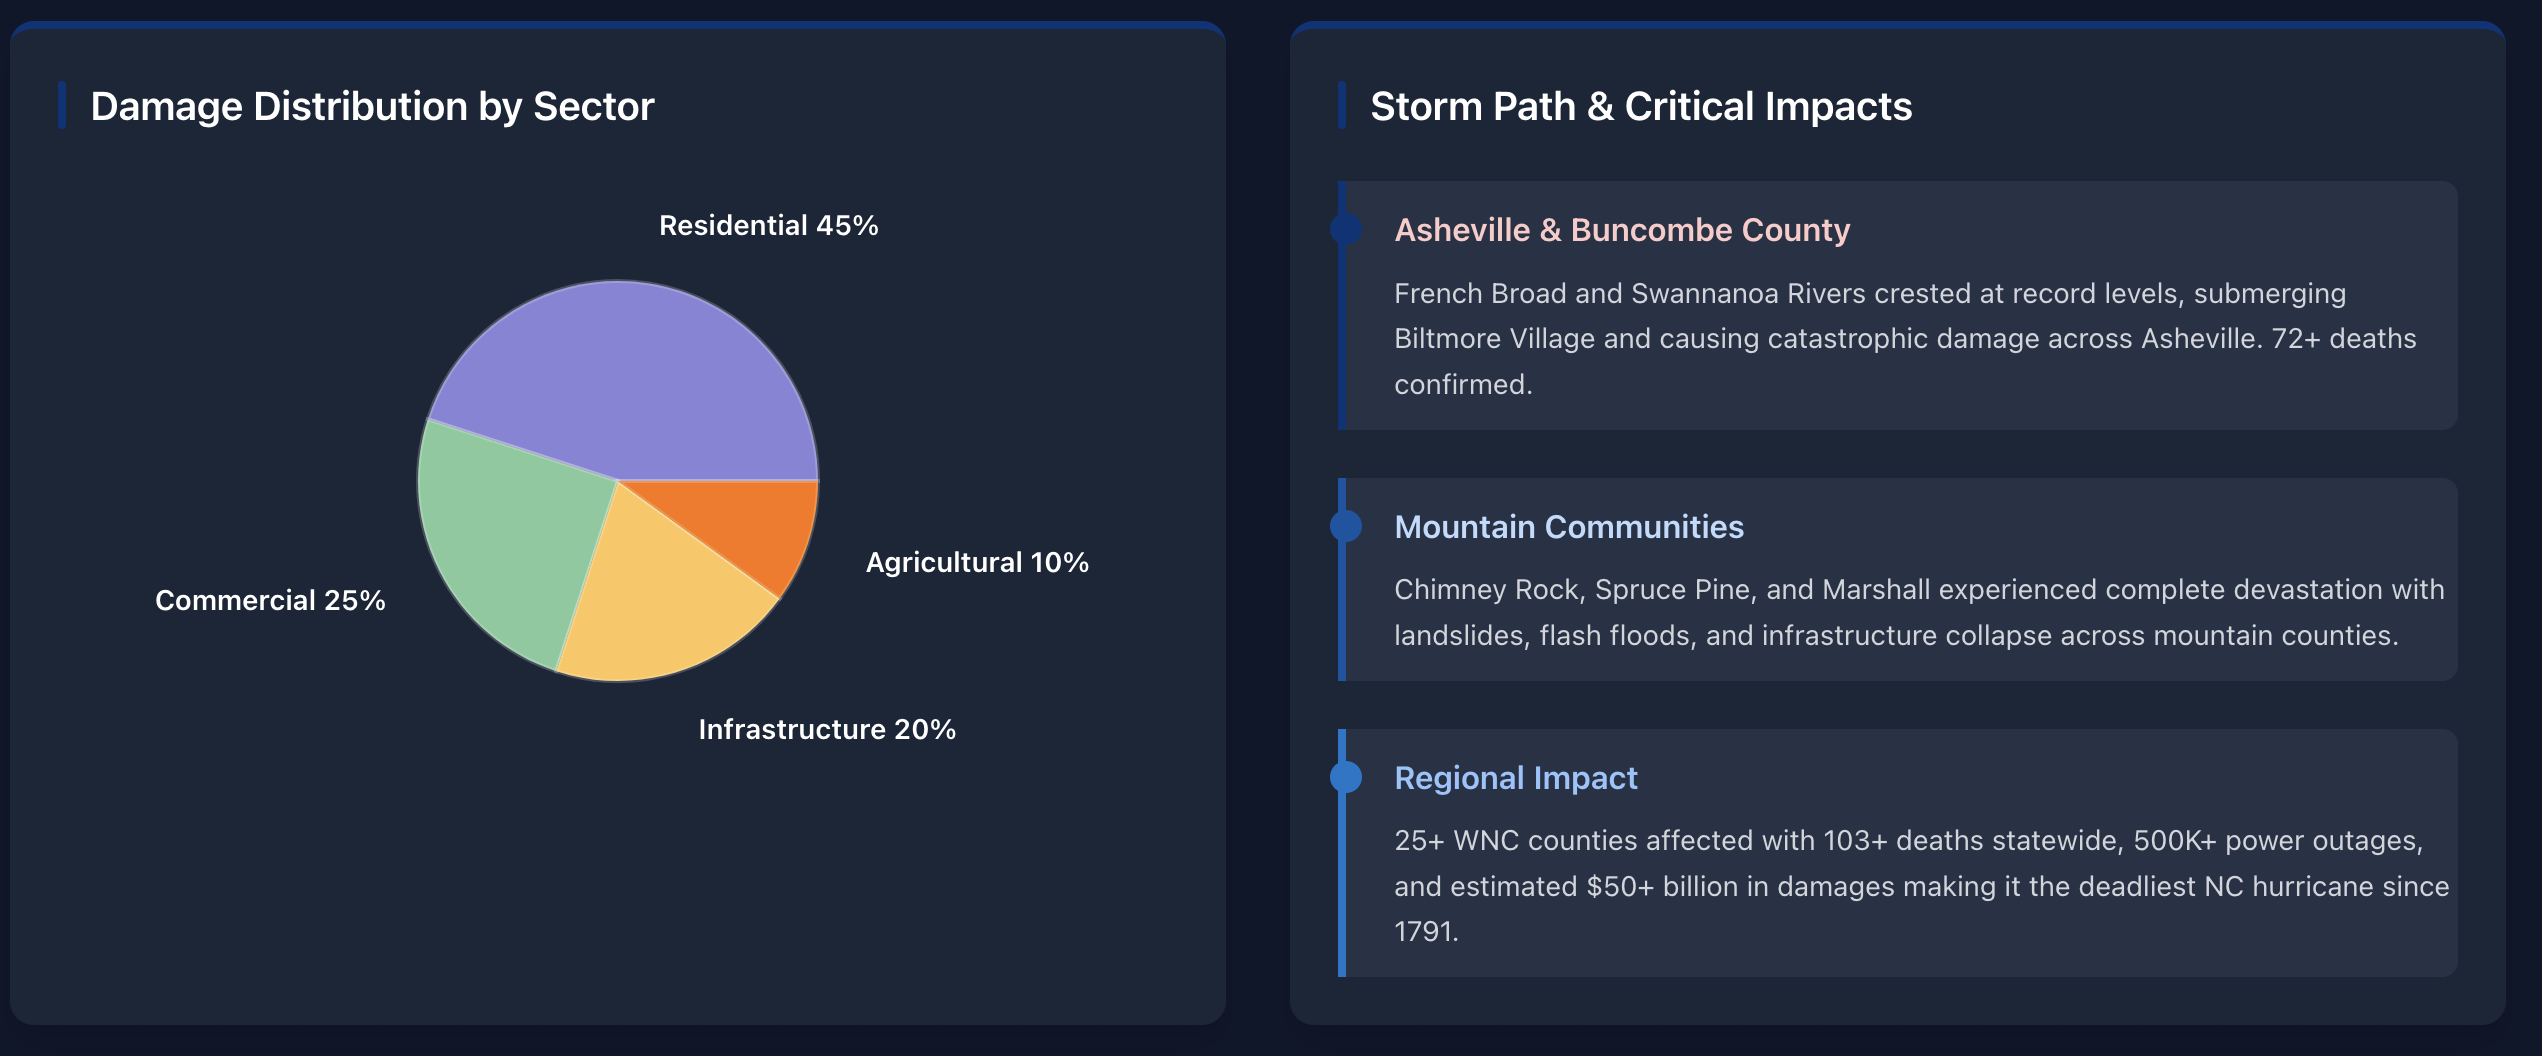 Damage Distribution by Sector
Residential 45%
Agricultural 10%
Commercial 25%
Infrastructure 20%
Storm Path & Critical Impacts
Asheville & Buncombe County
French Broad and Swannanoa Rivers crested at record levels, submerging
Biltmore Village and causing catastrophic damage across Asheville. 72+ deaths
confirmed.
Mountain Communities
Chimney Rock, Spruce Pine, and Marshall experienced complete devastation with
landslides, flash floods, and infrastructure collapse across mountain counties.
Regional Impact
25+ WNC counties affected with 103+ deaths statewide, 500K+ power outages,
and estimated $50+ billion in damages making it the deadliest NC hurricane since
1791.